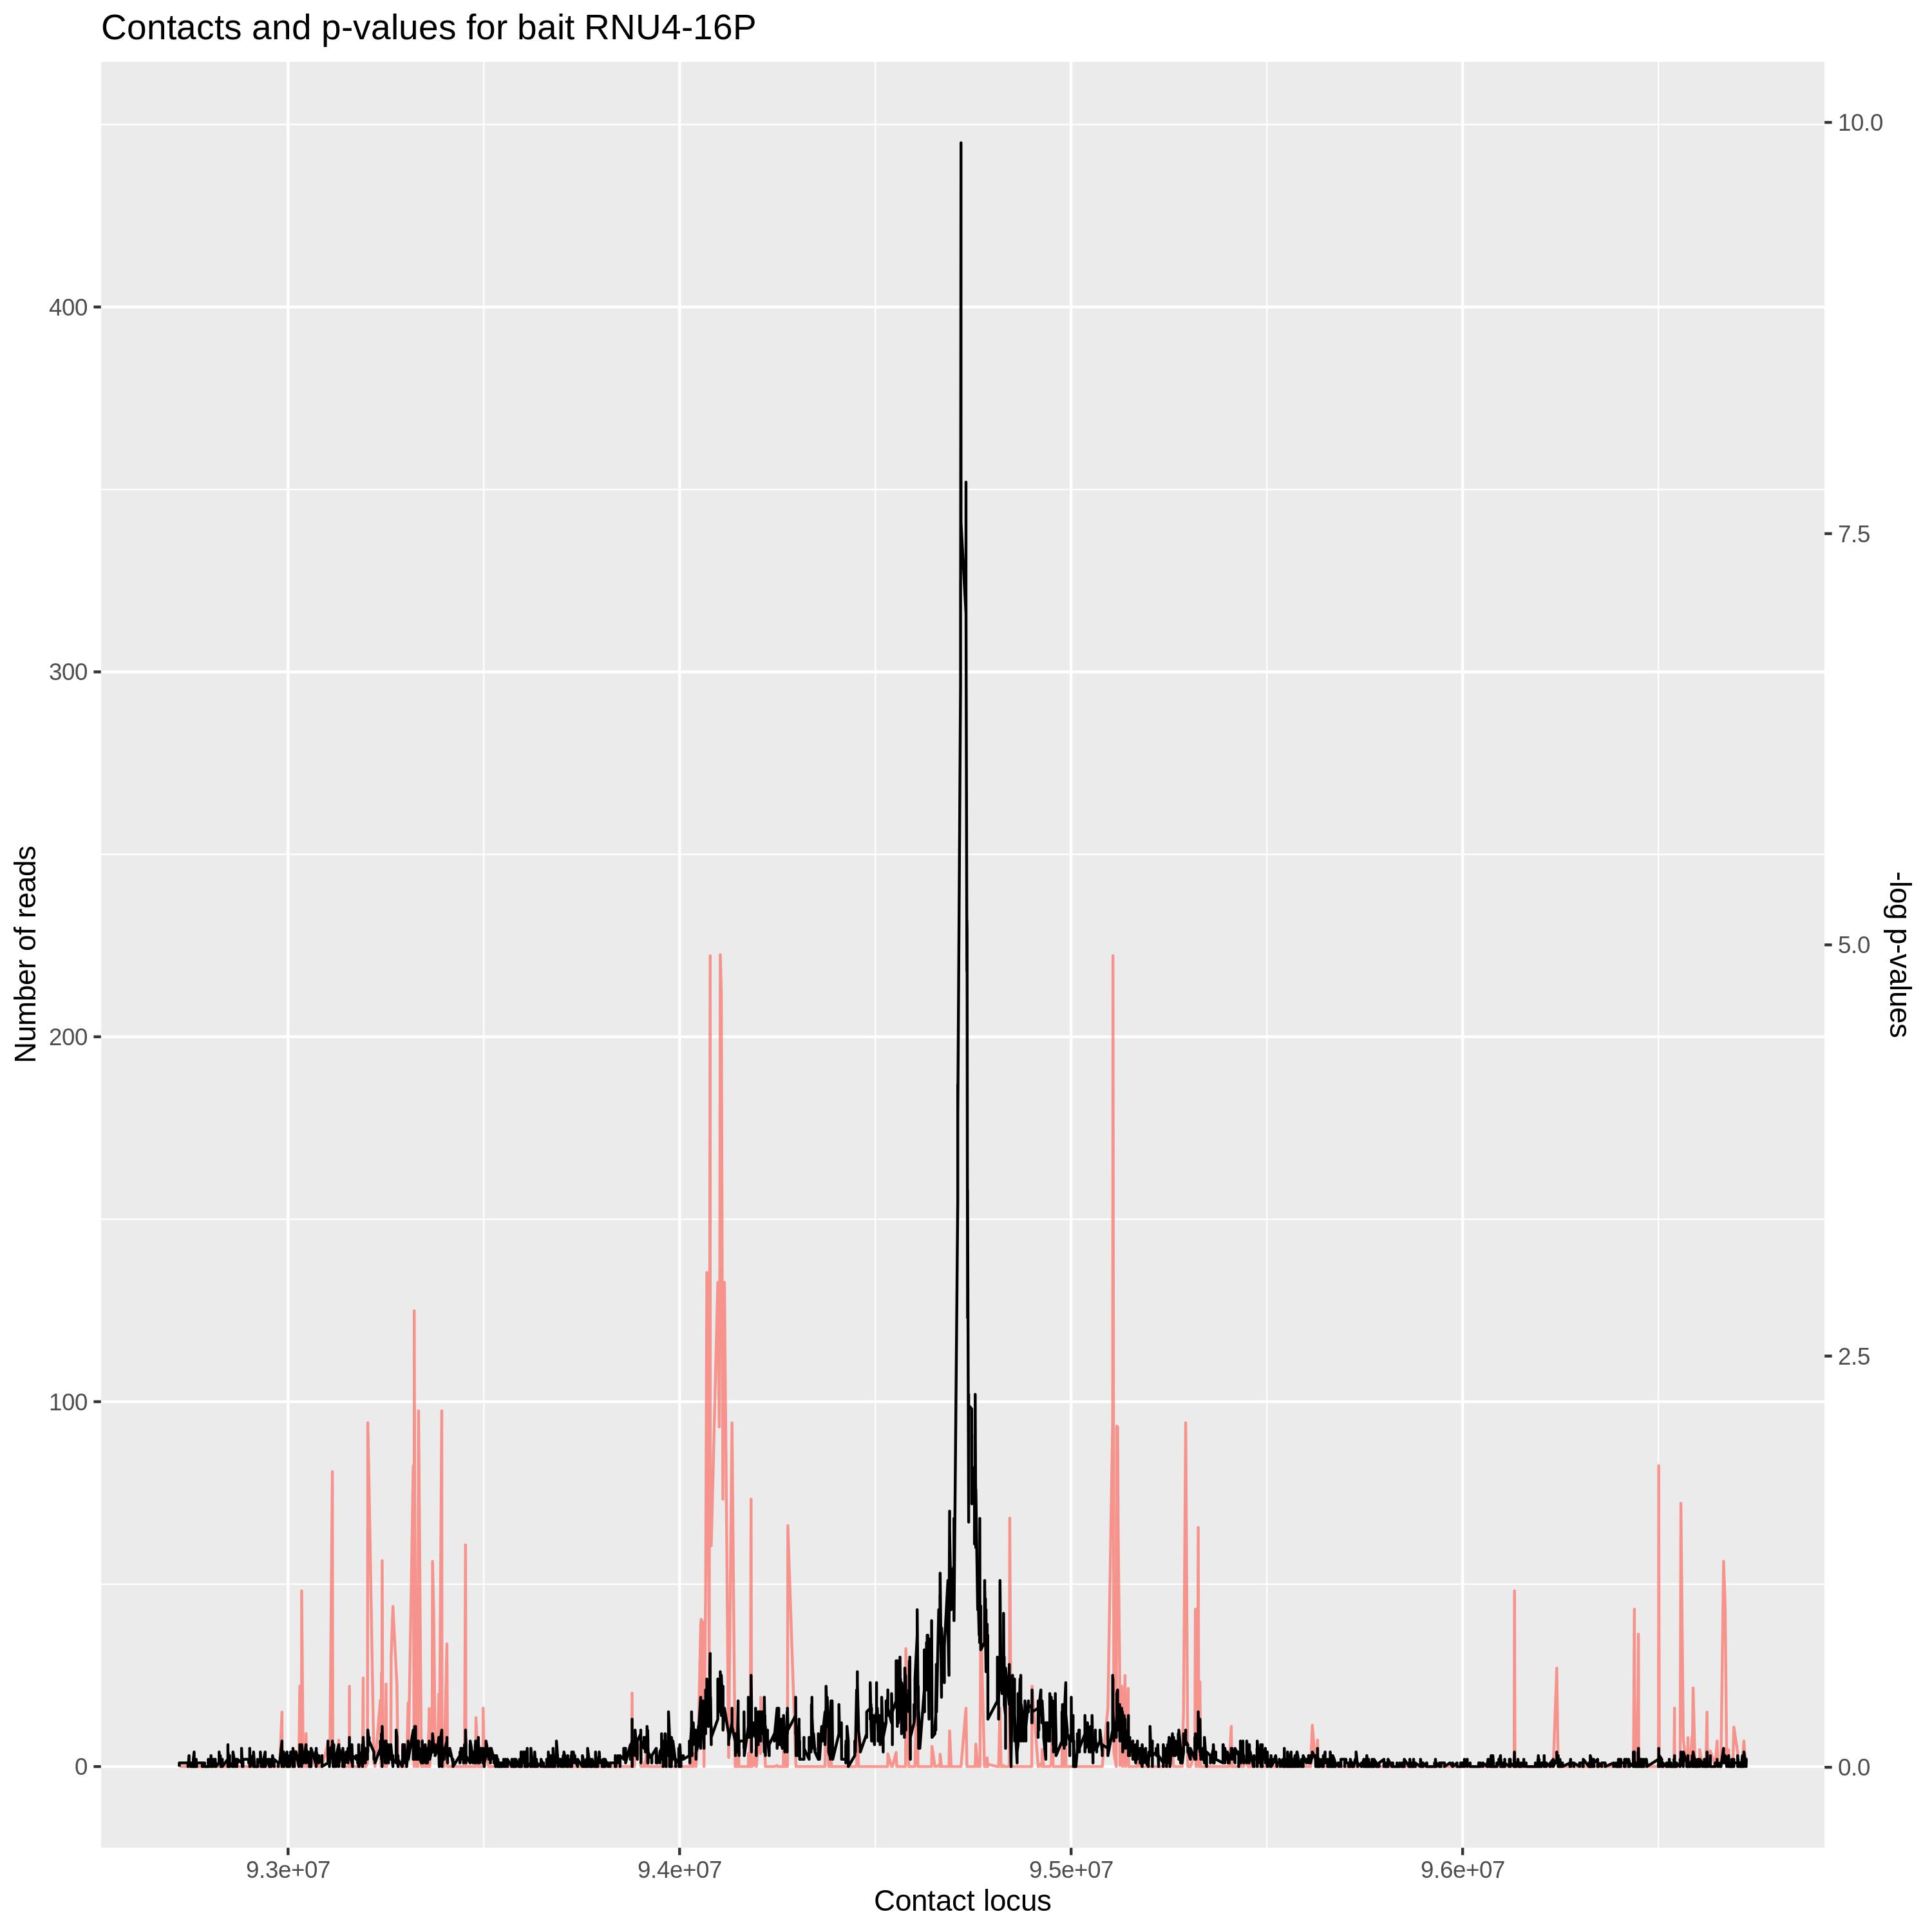 Contacts and p-values for bait RNU4-16P
Number of reads
400
300
200
100
0
10.0
7.5
5.0
2.5
0.0
-log p-values
9.3e+07
9.4e+07
9.5e+07
9.6e+07
Contact locus